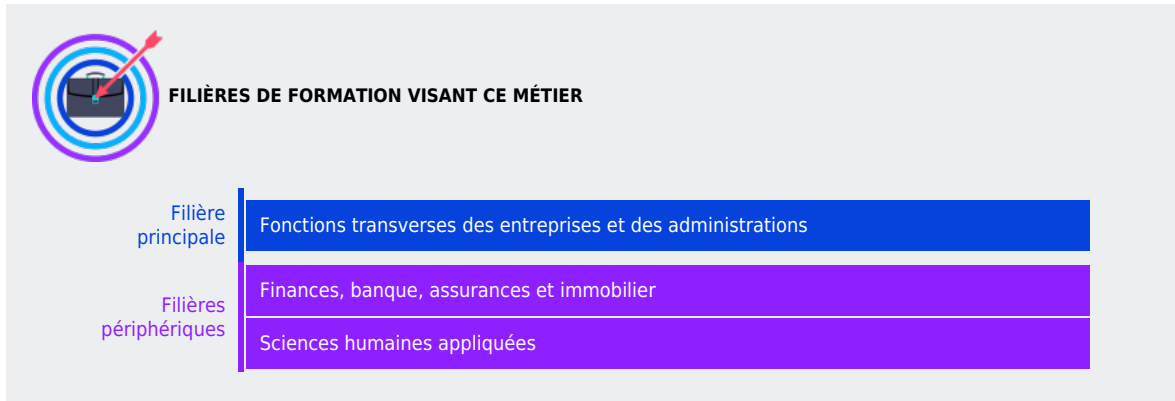 FILIÈRES DE FORMATION VISANT CE MÉTIER
Filière
principale
Fonctions transverses des entreprises et des administrations
Filières
périphériques
Finances, banque, assurances et immobilier
Sciences humaines appliquées